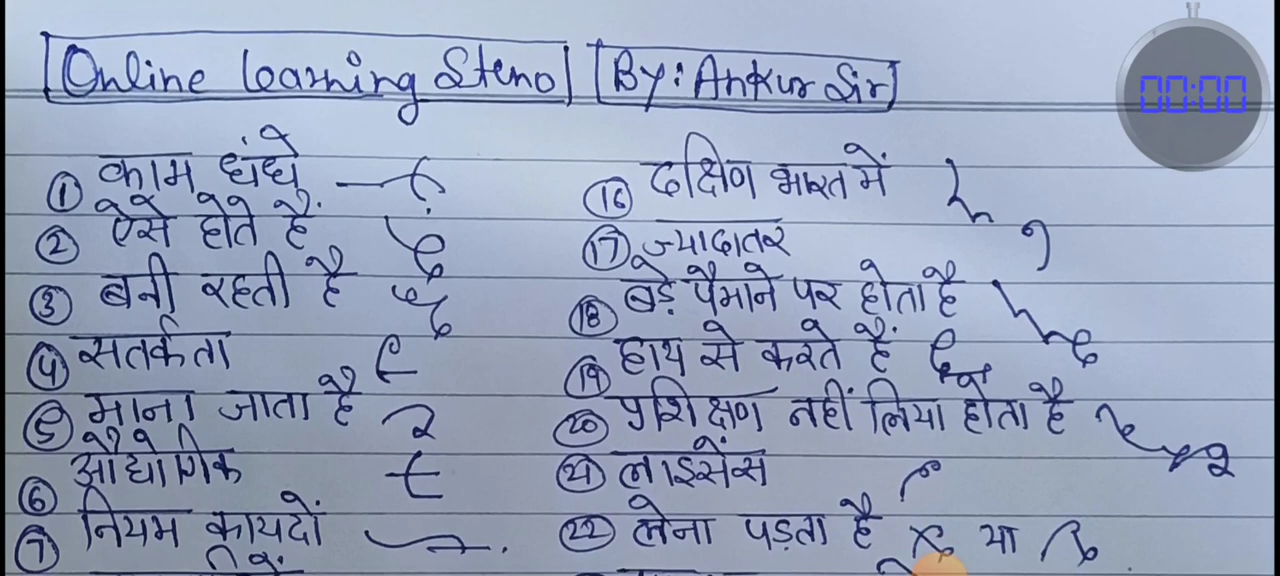 Online Learning Steno By: Ankur Sir
00:00
① काम धंधे
② ऐसे होते हैं
③ बनी रहती है
④ सतर्कता
⑤ माना जाता है
⑥ औद्योगिक
⑦ नियम कायदों
⑯ दक्षिण भारत में
⑰ ज्यादातर
⑱ बड़े पैमाने पर होता है
⑲ हाथ से करते हैं
⑳ प्रशिक्षण नहीं लिया होता है
㉑ लाइसेंस
㉒ लेना पड़ता है या